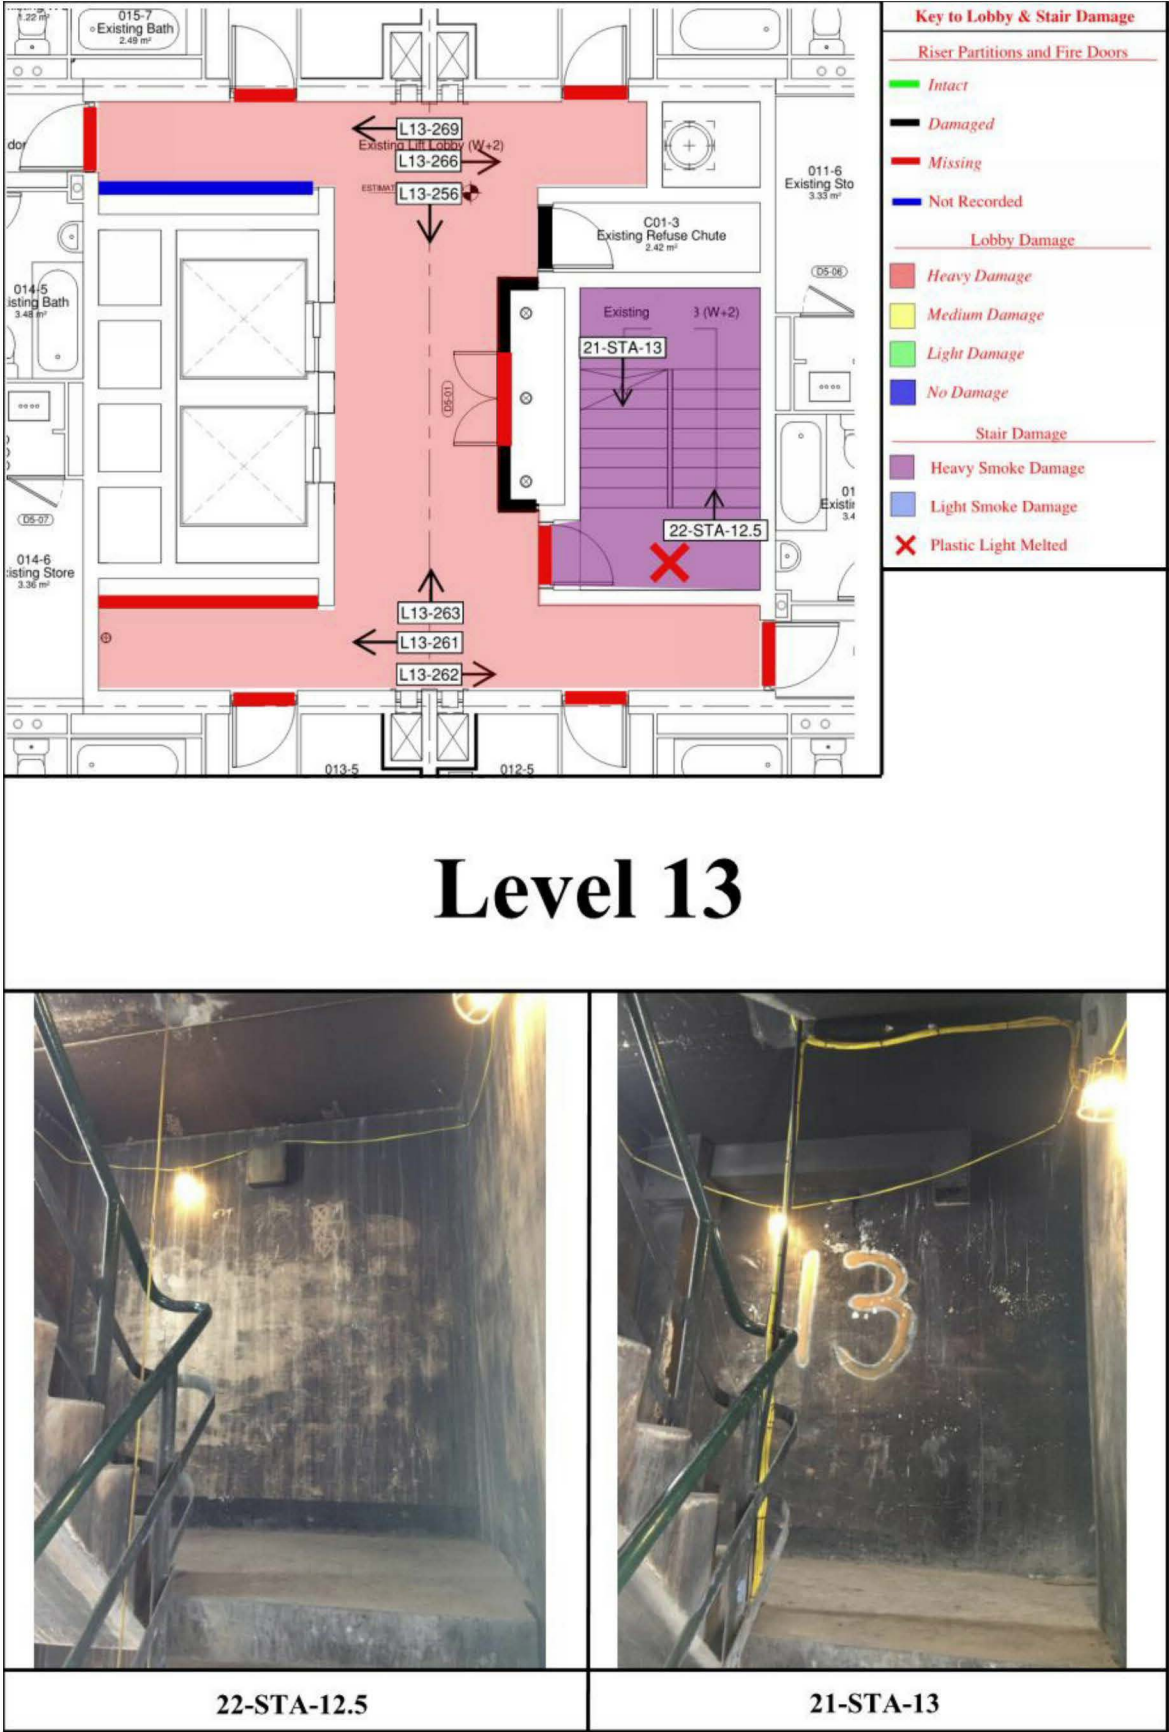 1.22 m²
015-7
Existing Bath
2.49 m²
L13-269
Existing Lift Lobby (W+2)
L13-266
L13-256
C01-3
Existing Refuse Chute
2.42 m²
011-6
Existing Sto
3.33 m²
D5-06
014-5
isting Bath
3.48 m²
Existing
(W+2)
21-STA-13
D5-01
22-STA-12.5
D5-07
014-6
isting Store
3.36 m²
01
Existin
3.4
L13-263
L13-261
L13-262
013-5
012-5
Key to Lobby & Stair Damage
Riser Partitions and Fire Doors
Intact
Damaged
Missing
Not Recorded
Lobby Damage
Heavy Damage
Medium Damage
Light Damage
No Damage
Stair Damage
Heavy Smoke Damage
Light Smoke Damage
Plastic Light Melted
Level 13
13
22-STA-12.5
21-STA-13